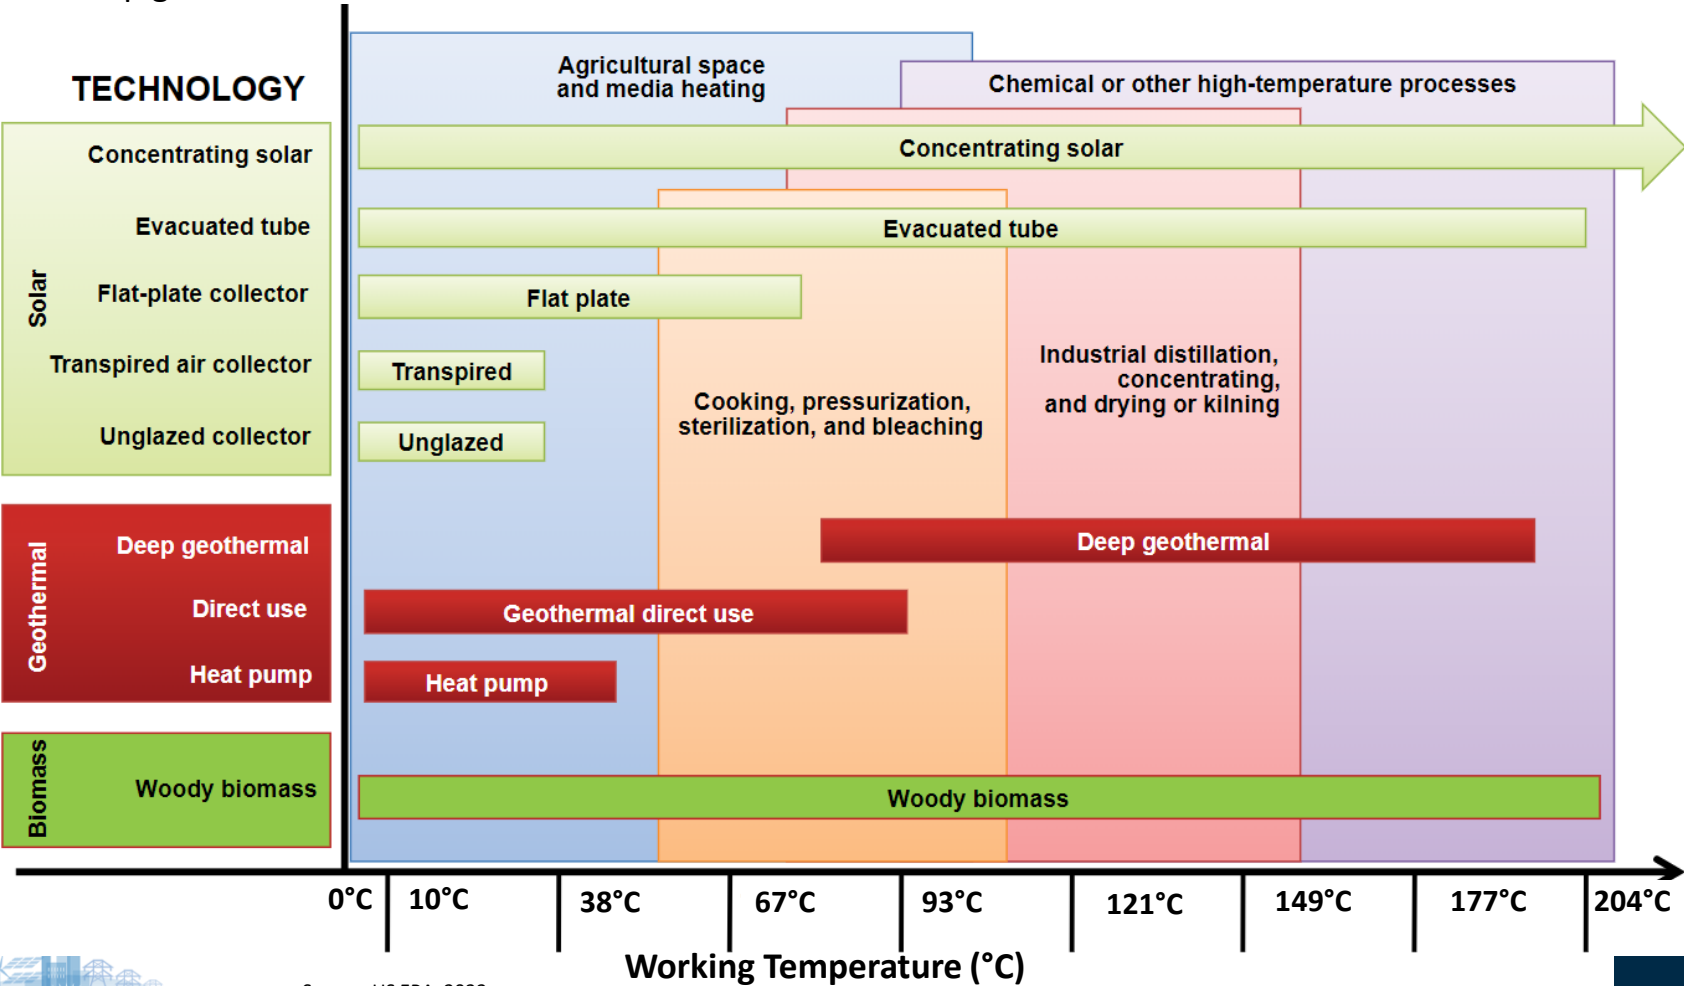 TECHNOLOGY
Agricultural space
and media heating
Chemical or other high-temperature processes
Solar
Concentrating solar
Concentrating solar
Evacuated tube
Evacuated tube
Flat-plate collector
Flat plate
Transpired air collector
Transpired
Unglazed collector
Unglazed
Industrial distillation,
concentrating,
and drying or kilning
Cooking, pressurization,
sterilization, and bleaching
Geothermal
Deep geothermal
Deep geothermal
Direct use
Geothermal direct use
Heat pump
Heat pump
Biomass
Woody biomass
Woody biomass
0°C 10°C 38°C 67°C 93°C 121°C 149°C 177°C 204°C
Working Temperature (°C)